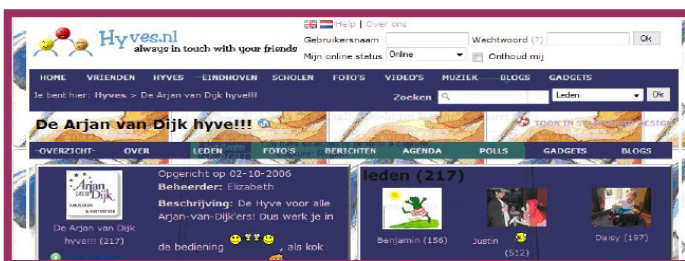 Help | Over ons
Hyves.nl
always in touch with your friends
Gebruikersnaam
Wachtwoord (?)
Ok
Mijn online status Online
Onthoud mij
HOME VRIENDEN HYVES EINDHOVEN SCHOLEN FOTO'S VIDEO'S MUZIEK BLOGS GADGETS
Je bent hier: Hyves > De Arjan van Dijk hyve!!!
Zoeken
Leden
Ok
De Arjan van Dijk hyve!!!
TOON IN
OVERZICHT OVER LEDEN FOTO'S BERICHTEN AGENDA POLLS GADGETS BLOGS
Arjan van Dijk
De Arjan van Dijk hyve!!! (217)
Opgericht op 02-10-2006
Beheerder: Elizabeth
Beschrijving: De Hyve voor alle
Arjan-van-Dijk'ers! Dus werk je in
de bediening , als kok
leden (217)
Benjamin (156)
Justin (512)
Daisy (197)